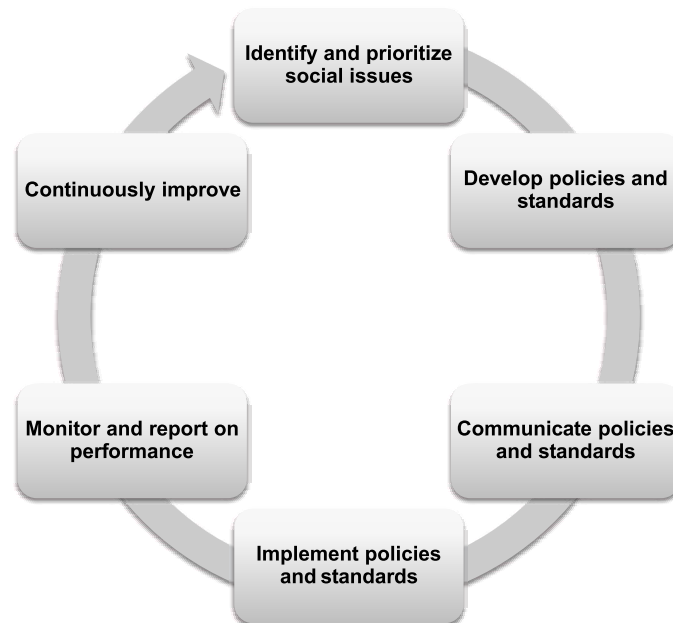 Identify and prioritize
social issues
Develop policies and
standards
Communicate policies
and standards
Implement policies
and standards
Monitor and report on
performance
Continuously improve